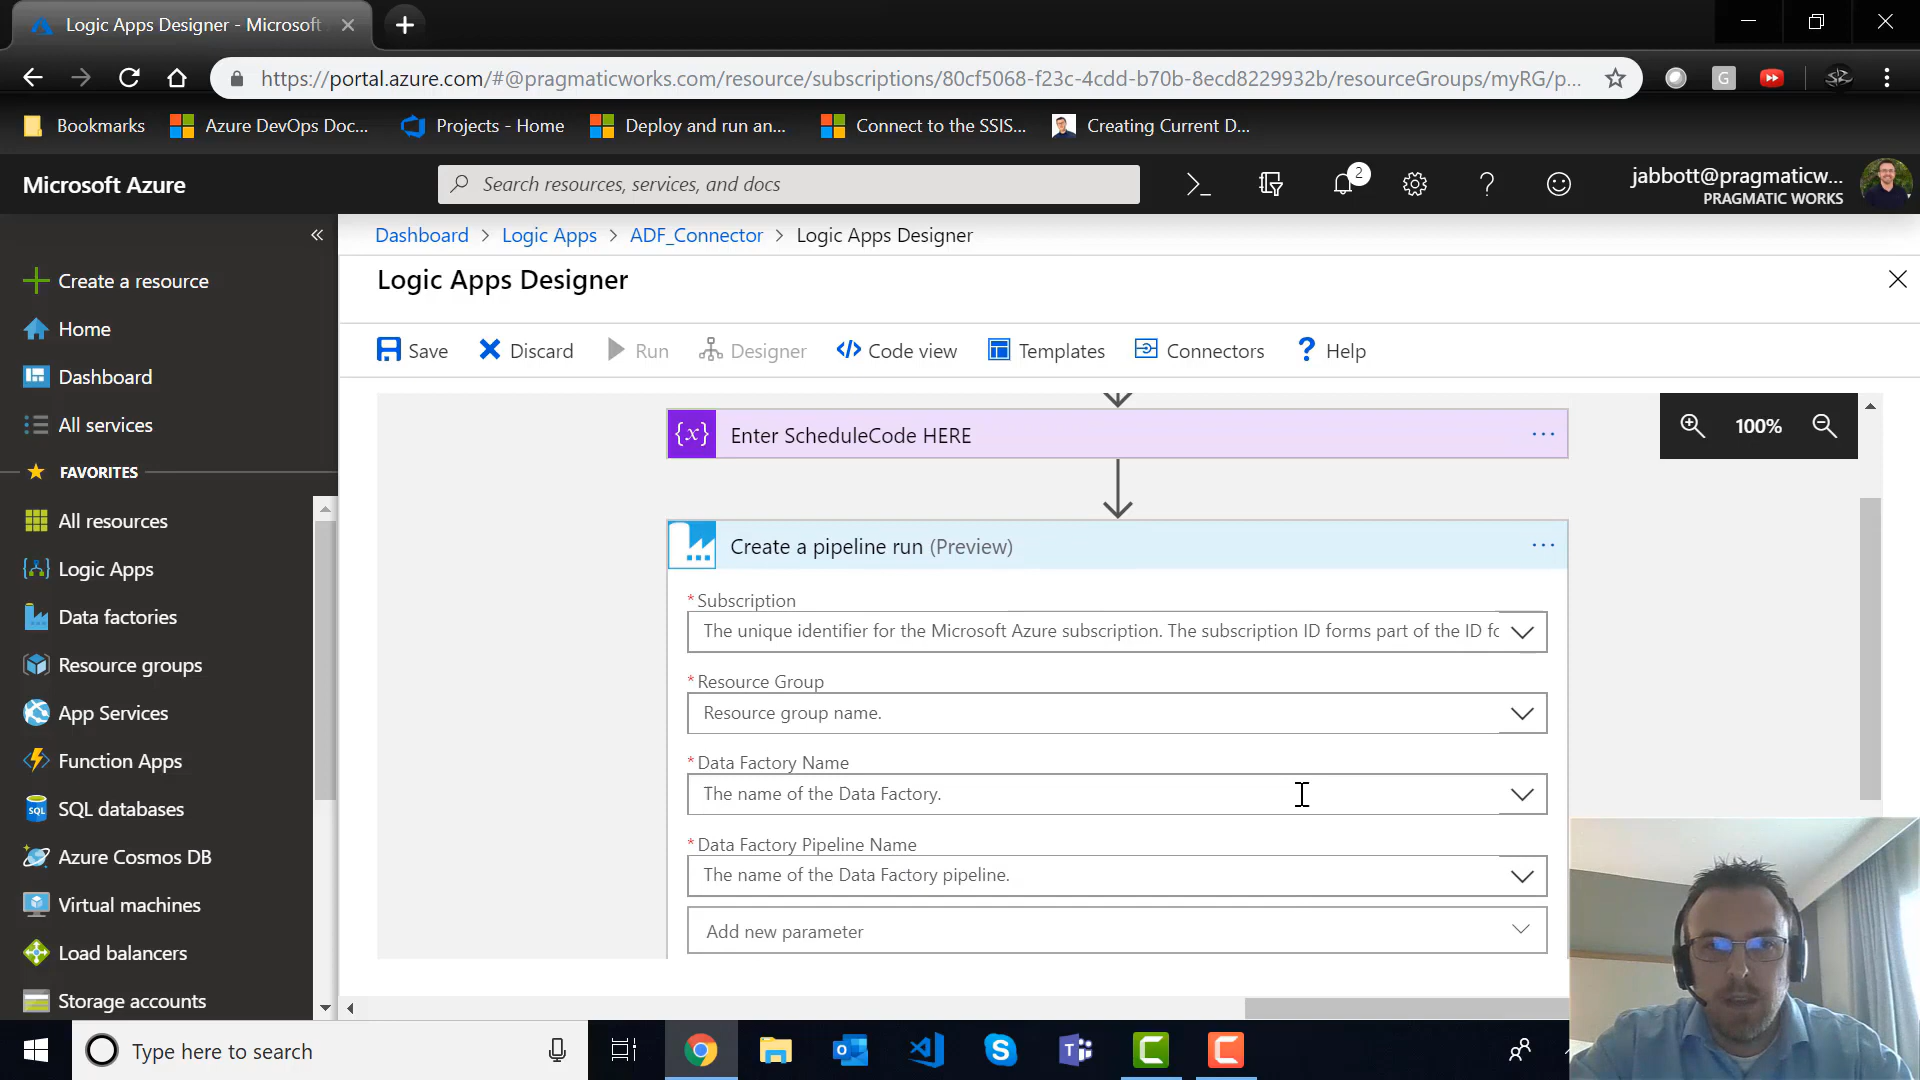 Logic Apps Designer - Microsoft
https://portal.azure.com/#@pragmaticworks.com/resource/subscriptions/80cf5068-f23c-4cdd-b70b-8ecd8229932b/resourceGroups/myRG/p...
G
Bookmarks
Azure DevOps Doc...
Projects - Home
Deploy and run an...
Connect to the SSIS...
Creating Current D...
Microsoft Azure
Search resources, services, and docs
2
jabbott@pragmaticw...
PRAGMATIC WORKS
Create a resource
Home
Dashboard
All services
FAVORITES
All resources
Logic Apps
Data factories
Resource groups
App Services
Function Apps
SQL
SQL databases
Azure Cosmos DB
Virtual machines
Load balancers
Storage accounts
Dashboard > Logic Apps > ADF_Connector > Logic Apps Designer
Logic Apps Designer
Save
Discard
Run
Designer
Code view
Templates
Connectors
? Help
{x} Enter ScheduleCode HERE ...
100%
Create a pipeline run (Preview) ...
* Subscription
The unique identifier for the Microsoft Azure subscription. The subscription ID forms part of the ID fo
* Resource Group
Resource group name.
* Data Factory Name
The name of the Data Factory.
* Data Factory Pipeline Name
The name of the Data Factory pipeline.
Add new parameter
Type here to search